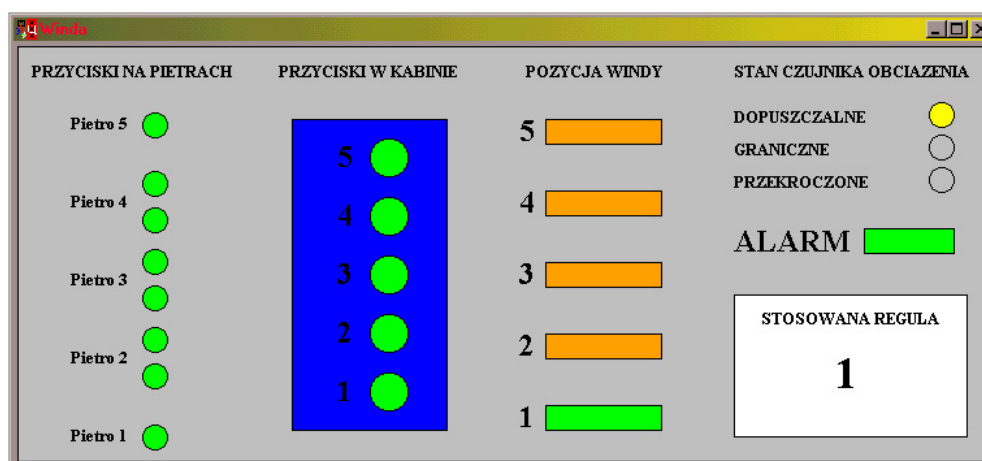 Winda
PRZYCISKI NA PIETRACH
Pietro 5
Pietro 4
Pietro 3
Pietro 2
Pietro 1
PRZYCISKI W KABINIE
5
4
3
2
1
POZYCJA WINDY
5
4
3
2
1
STAN CZUJNIKA OBCIAZENIA
DOPUSZCZALNE
GRANICZNE
PRZEKROCZONE
ALARM
STOSOWANA REGULA
1